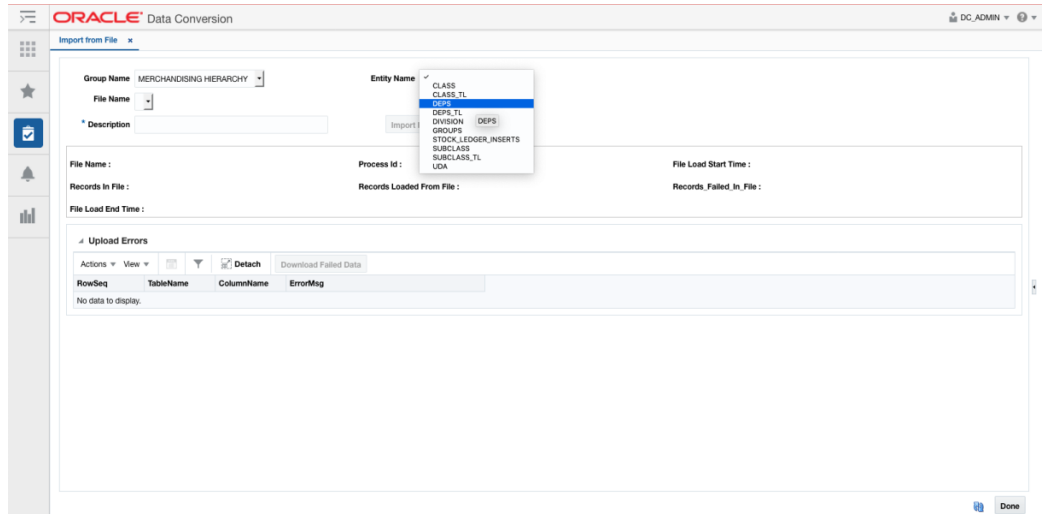 ORACLE Data Conversion
DC_ADMIN
Import from File x
Group Name MERCHANDISING HIERARCHY
Entity Name
CLASS
CLASS_TL
DEPS
DEPS_TL
DIVISION
DEPS
GROUPS
STOCK_LEDGER_INSERTS
SUBCLASS
SUBCLASS_TL
UDA
File Name
* Description
Import
File Name :
Process Id :
File Load Start Time :
Records In File :
Records Loaded From File :
Records_Failed_In_File :
File Load End Time :
Upload Errors
Actions View Detach Download Failed Data
RowSeq TableName ColumnName ErrorMsg
No data to display.
Done